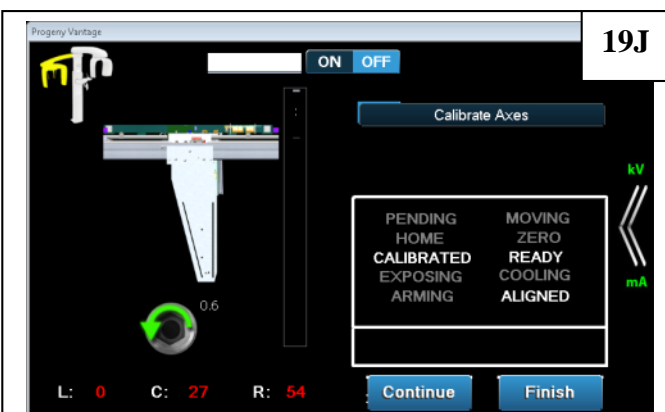 Progeny Vantage
19J
ON OFF
Calibrate Axes
kV
PENDING MOVING
HOME ZERO
CALIBRATED READY
EXPOSING COOLING
ARMING ALIGNED
mA
0.6
L: 0 C: 27 R: 54
Continue Finish